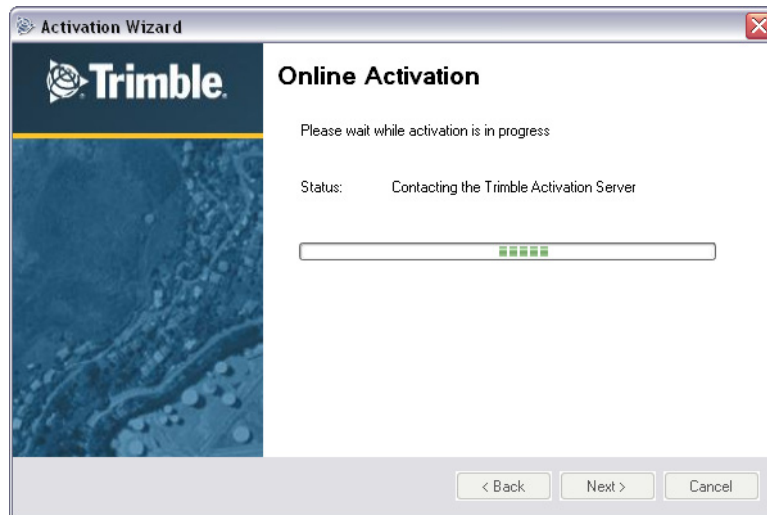 Activation Wizard
Trimble.
Online Activation
Please wait while activation is in progress
Status: Contacting the Trimble Activation Server
< Back Next > Cancel